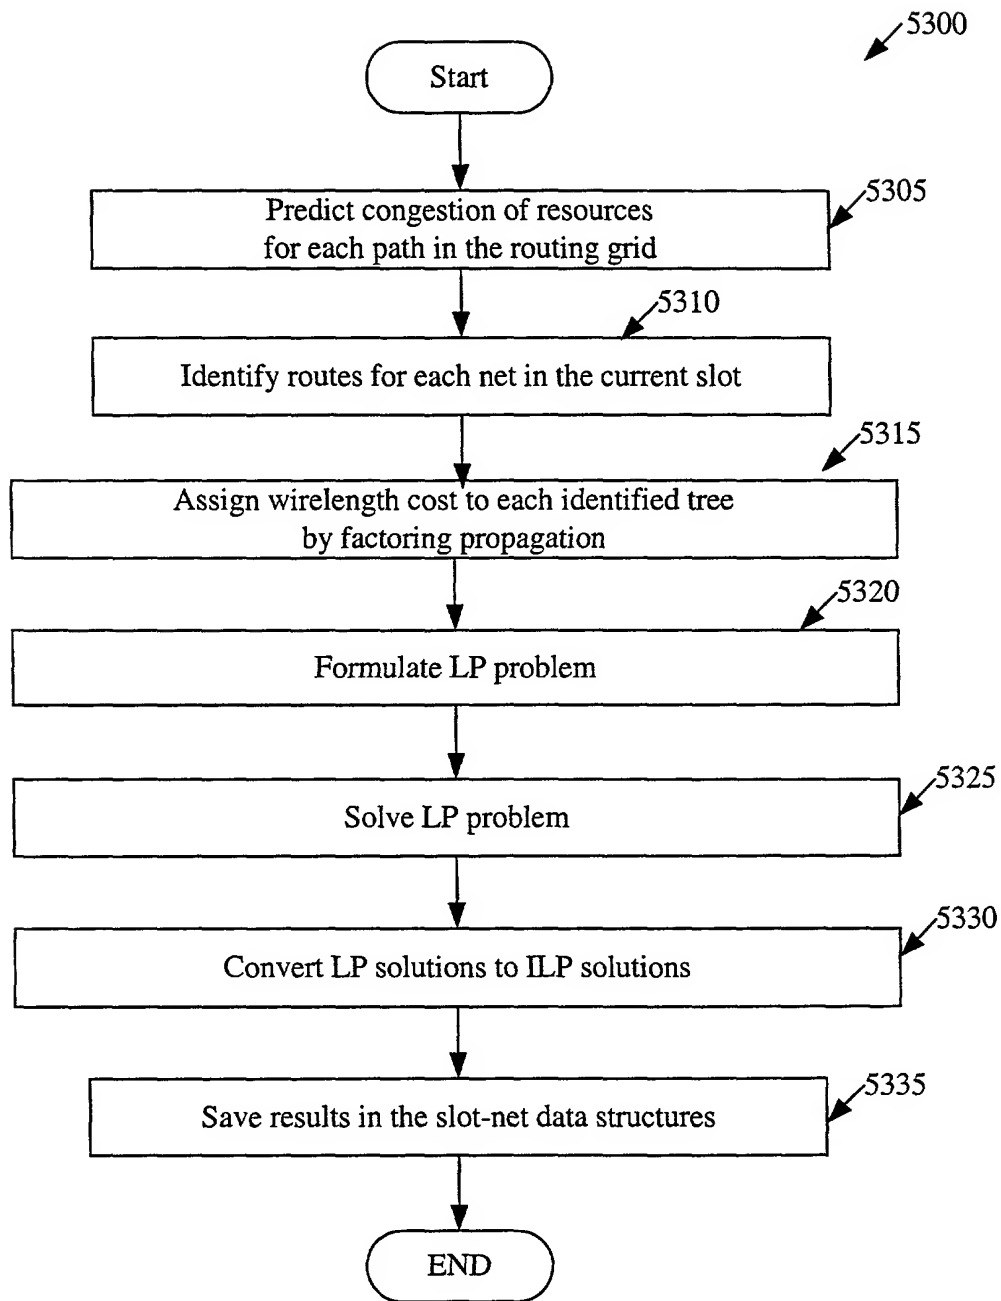 5300
Start
5305
Predict congestion of resources
for each path in the routing grid
5310
Identify routes for each net in the current slot
5315
Assign wirelength cost to each identified tree
by factoring propagation
5320
Formulate LP problem
5325
Solve LP problem
5330
Convert LP solutions to ILP solutions
5335
Save results in the slot-net data structures
END